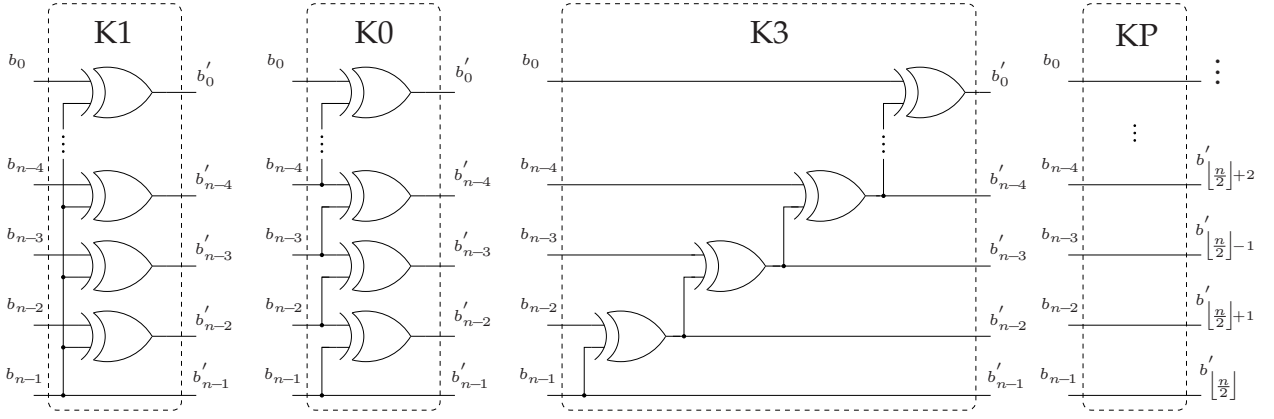 K1 K0 K3 KP
b₀ b′₀ b₀ b′₀ b₀ b′₀ b₀
bₙ₋₄ b′ₙ₋₄ bₙ₋₄ b′ₙ₋₄ bₙ₋₄ b′ₙ₋₄ bₙ₋₄ b′⌊n/2⌋+2
bₙ₋₃ b′ₙ₋₃ bₙ₋₃ b′ₙ₋₃ bₙ₋₃ b′ₙ₋₃ bₙ₋₃ b′⌊n/2⌋-1
bₙ₋₂ b′ₙ₋₂ bₙ₋₂ b′ₙ₋₂ bₙ₋₂ b′ₙ₋₂ bₙ₋₂ b′⌊n/2⌋+1
bₙ₋₁ b′ₙ₋₁ bₙ₋₁ b′ₙ₋₁ bₙ₋₁ b′ₙ₋₁ bₙ₋₁ b′⌊n/2⌋